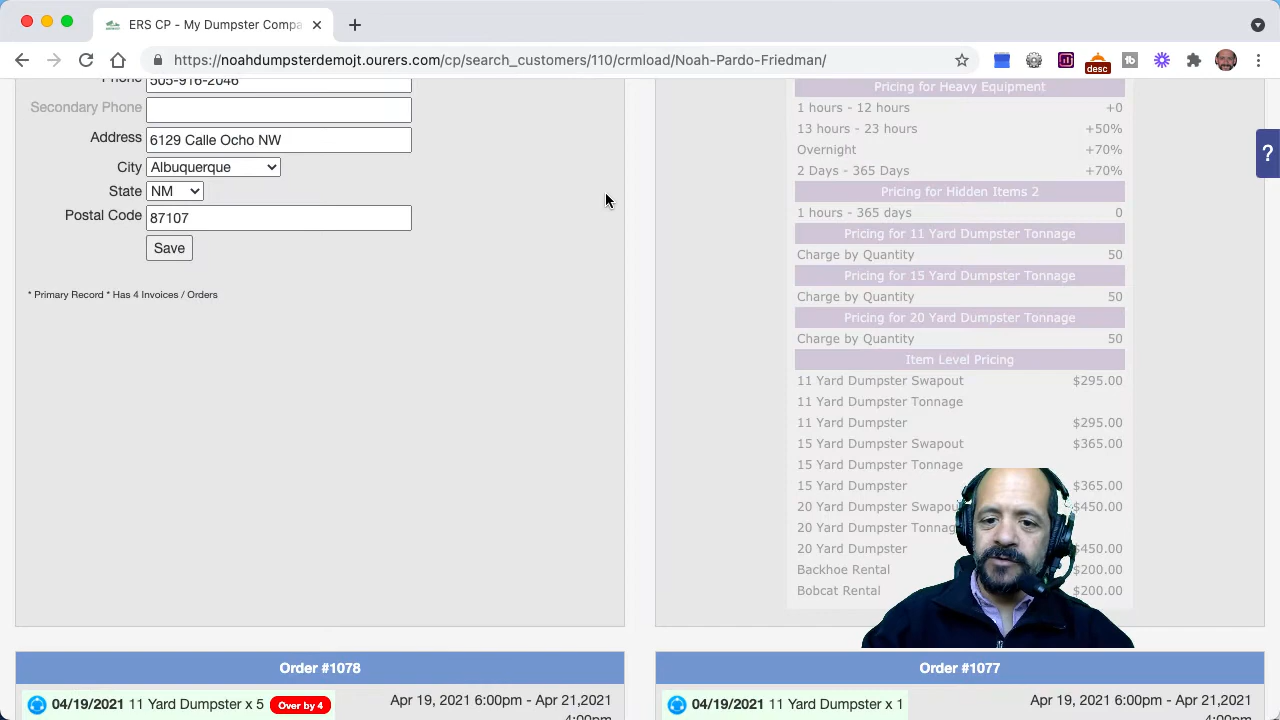 ERS CP - My Dumpster Compa
https://noahdumpsterdemojt.ourers.com/cp/search_customers/110/crmload/Noah-Pardo-Friedman/
desc
tb
?
Phone 505-916-2046
Secondary Phone
Address 6129 Calle Ocho NW
City Albuquerque
State NM
Postal Code 87107
Save
* Primary Record * Has 4 Invoices / Orders
Pricing for Heavy Equipment
1 hours - 12 hours +0
13 hours - 23 hours +50%
Overnight +70%
2 Days - 365 Days +70%
Pricing for Hidden Items 2
1 hours - 365 days 0
Pricing for 11 Yard Dumpster Tonnage
Charge by Quantity 50
Pricing for 15 Yard Dumpster Tonnage
Charge by Quantity 50
Pricing for 20 Yard Dumpster Tonnage
Charge by Quantity 50
Item Level Pricing
11 Yard Dumpster Swapout $295.00
11 Yard Dumpster Tonnage
11 Yard Dumpster $295.00
15 Yard Dumpster Swapout $365.00
15 Yard Dumpster Tonnage
15 Yard Dumpster $365.00
20 Yard Dumpster Swapou $450.00
20 Yard Dumpster Tonnag
20 Yard Dumpster $450.00
Backhoe Rental $200.00
Bobcat Rental $200.00
Order #1078
04/19/2021 11 Yard Dumpster x 5 Over by 4 Apr 19, 2021 6:00pm - Apr 21,2021
4:00pm
Order #1077
04/19/2021 11 Yard Dumpster x 1 Apr 19, 2021 6:00pm - Apr 21,2021
4:00pm